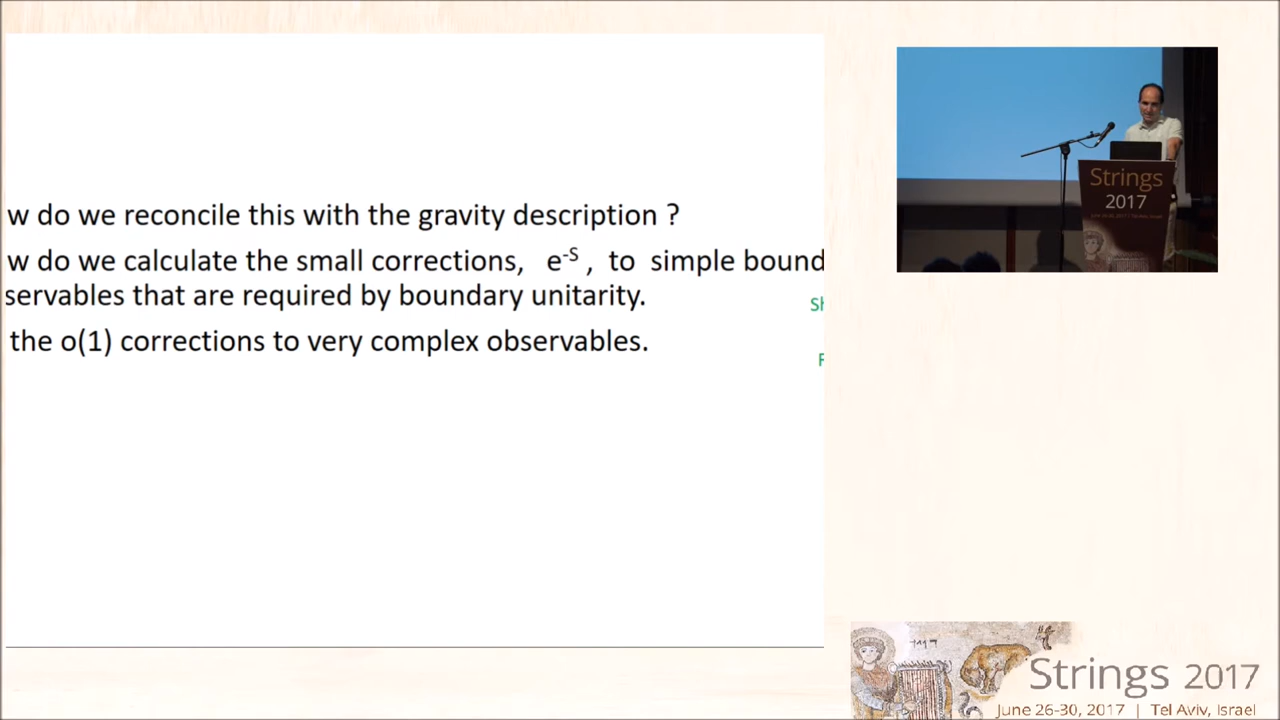 w do we reconcile this with the gravity description ?
w do we calculate the small corrections, e⁻ˢ , to simple bound
servables that are required by boundary unitarity.
Sh
the o(1) corrections to very complex observables.
F
Strings
2017
Strings 2017
June 26-30, 2017 | Tel Aviv, Israel